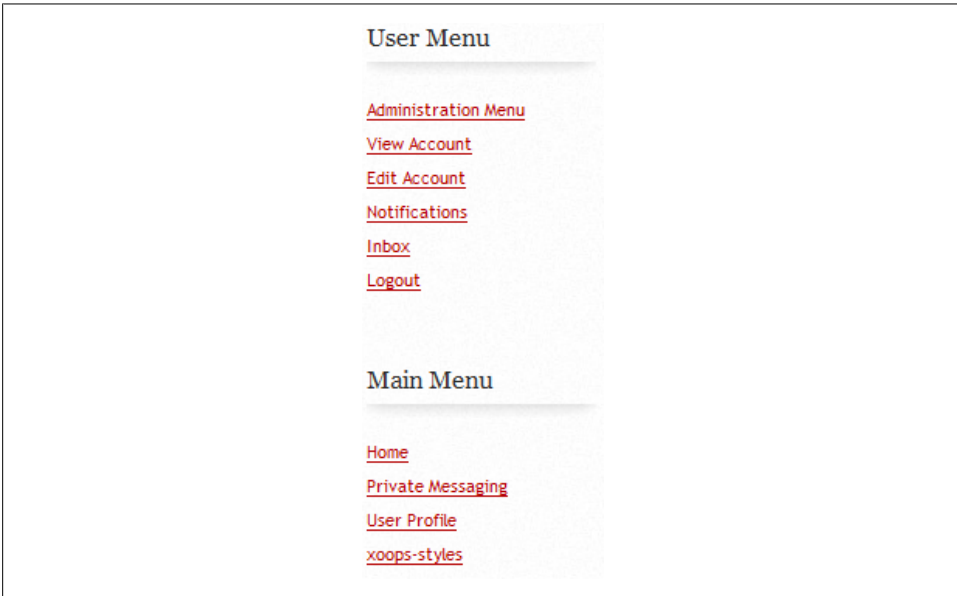 User Menu
Administration Menu
View Account
Edit Account
Notifications
Inbox
Logout
Main Menu
Home
Private Messaging
User Profile
xoops-styles